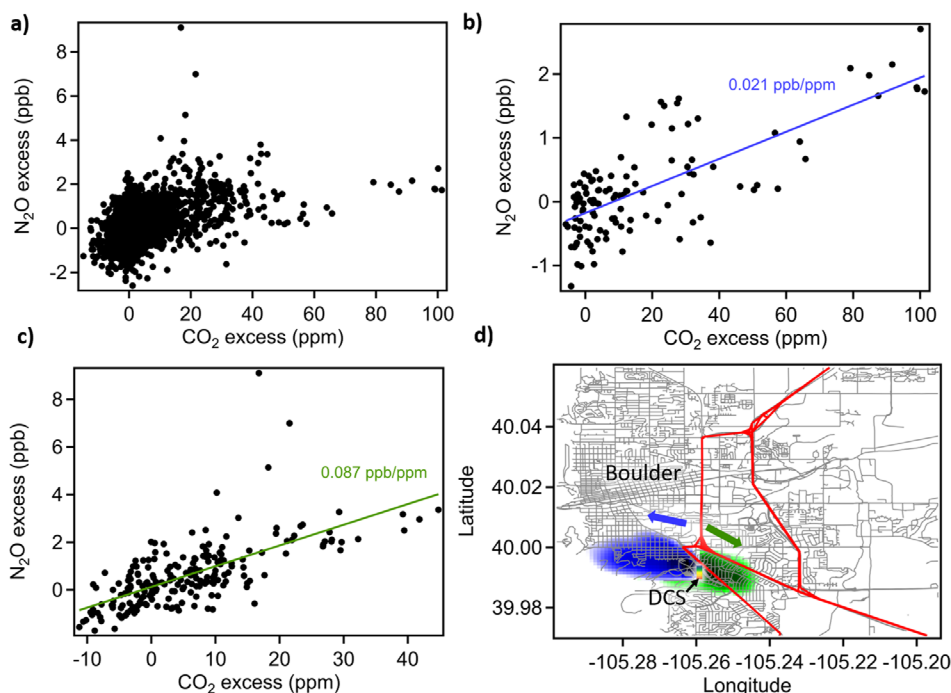 a)
N₂O excess (ppb)
8
6
4
2
0
-2
0
20
40
60
80
100
CO₂ excess (ppm)
b)
N₂O excess (ppb)
2
1
0
-1
0.021 ppb/ppm
0
20
40
60
80
100
CO₂ excess (ppm)
c)
N₂O excess (ppb)
8
6
4
2
0
0.087 ppb/ppm
-10
0
10
20
30
40
CO₂ excess (ppm)
d)
Latitude
40.04
40.02
40.00
39.98
Boulder
DCS
-105.28
-105.26
-105.24
-105.22
-105.20
Longitude